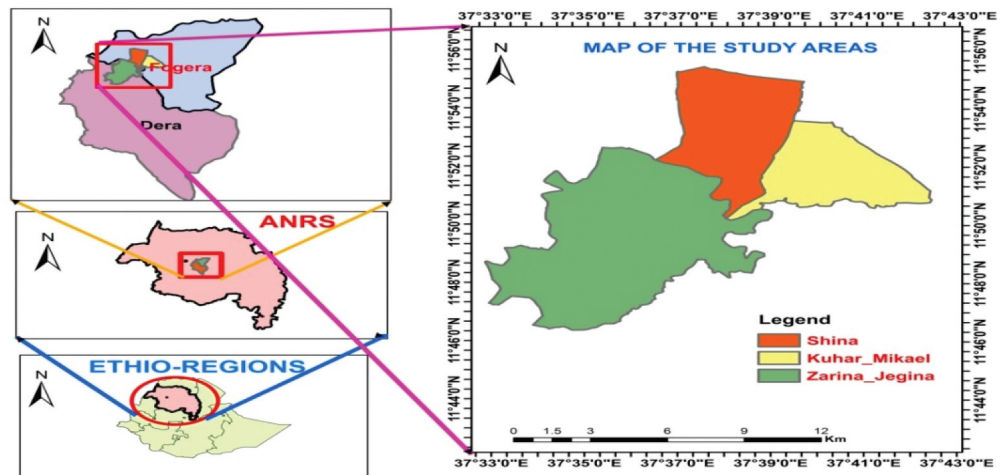 N
Fogera
Dera
N
ANRS
N
ETHIO-REGIONS
37°33'0"E 37°35'0"E 37°37'0"E 37°39'0"E 37°41'0"E 37°43'0"E
MAP OF THE STUDY AREAS
N
11°56'0"N 11°54'0"N 11°52'0"N 11°50'0"N 11°48'0"N 11°46'0"N 11°44'0"N
11°56'0"N 11°54'0"N 11°52'0"N 11°50'0"N 11°48'0"N 11°46'0"N 11°44'0"N
Legend
Shina
Kuhar_Mikael
Zarina_Jegina
0 1.5 3 6 9 12
Km
37°33'0"E 37°35'0"E 37°37'0"E 37°39'0"E 37°41'0"E 37°43'0"E